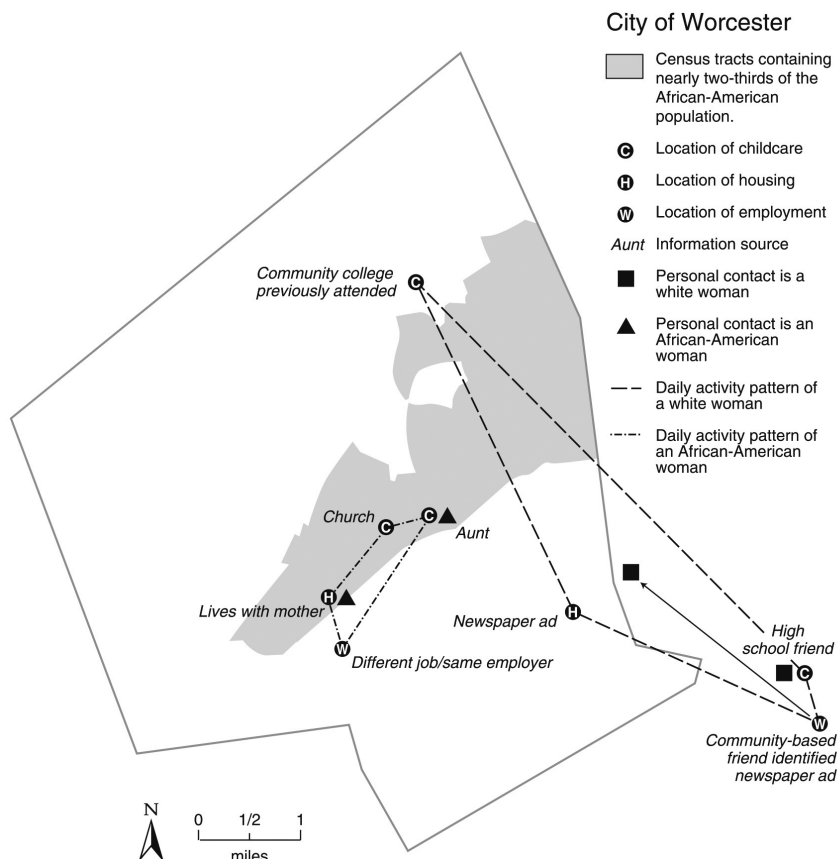 City of Worcester
Census tracts containing
nearly two-thirds of the
African-American
population.
C Location of childcare
H Location of housing
W Location of employment
Aunt Information source
Personal contact is a
white woman
Personal contact is an
African-American
woman
Daily activity pattern of
a white woman
Daily activity pattern of
an African-American
woman
Community college
previously attended
C
Church
C
C
Aunt
Lives with mother
H
W
Different job/same employer
Newspaper ad
H
High
school friend
C
W
Community-based
friend identified
newspaper ad
N
0 1/2 1
miles